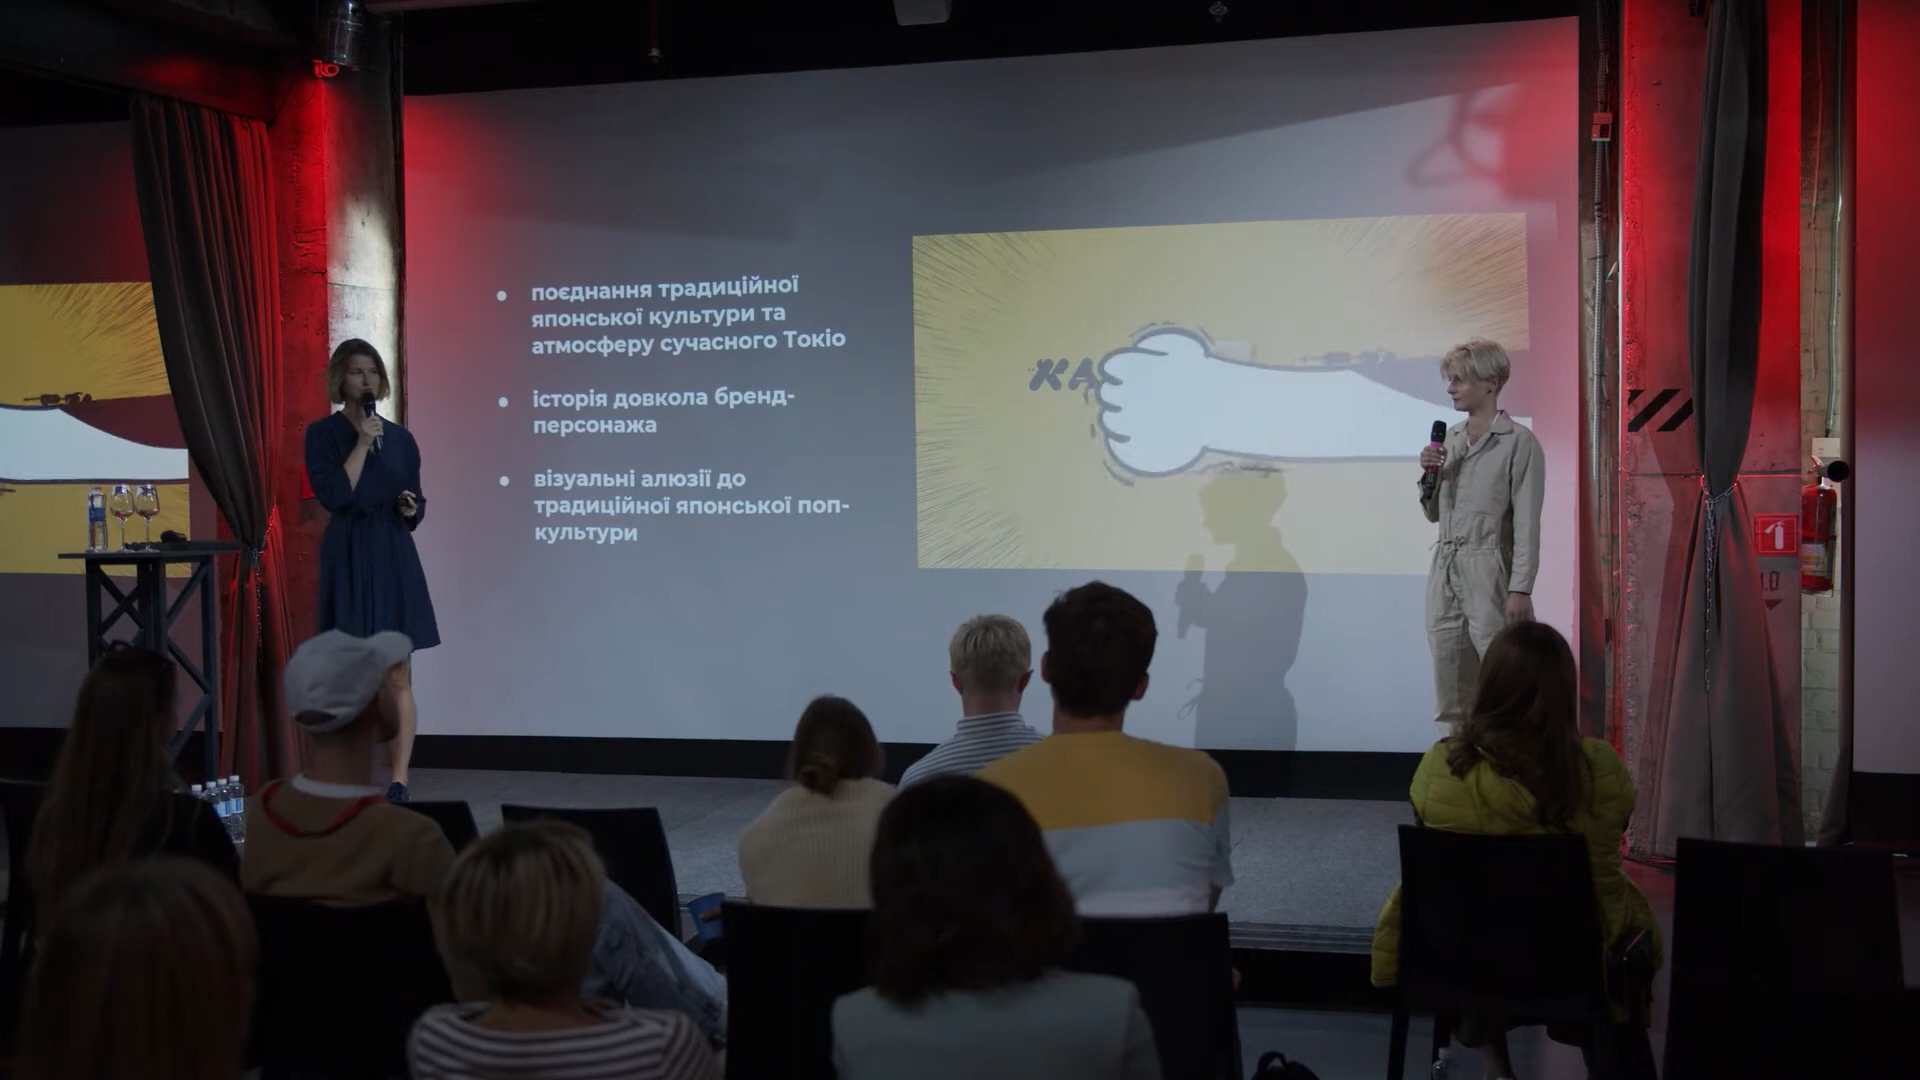 поєднання традиційної
японської культури та
атмосферу сучасного Токіо
історія довкола бренд-
персонажа
візуальні алюзії до
традиційної японської поп-
культури
КА